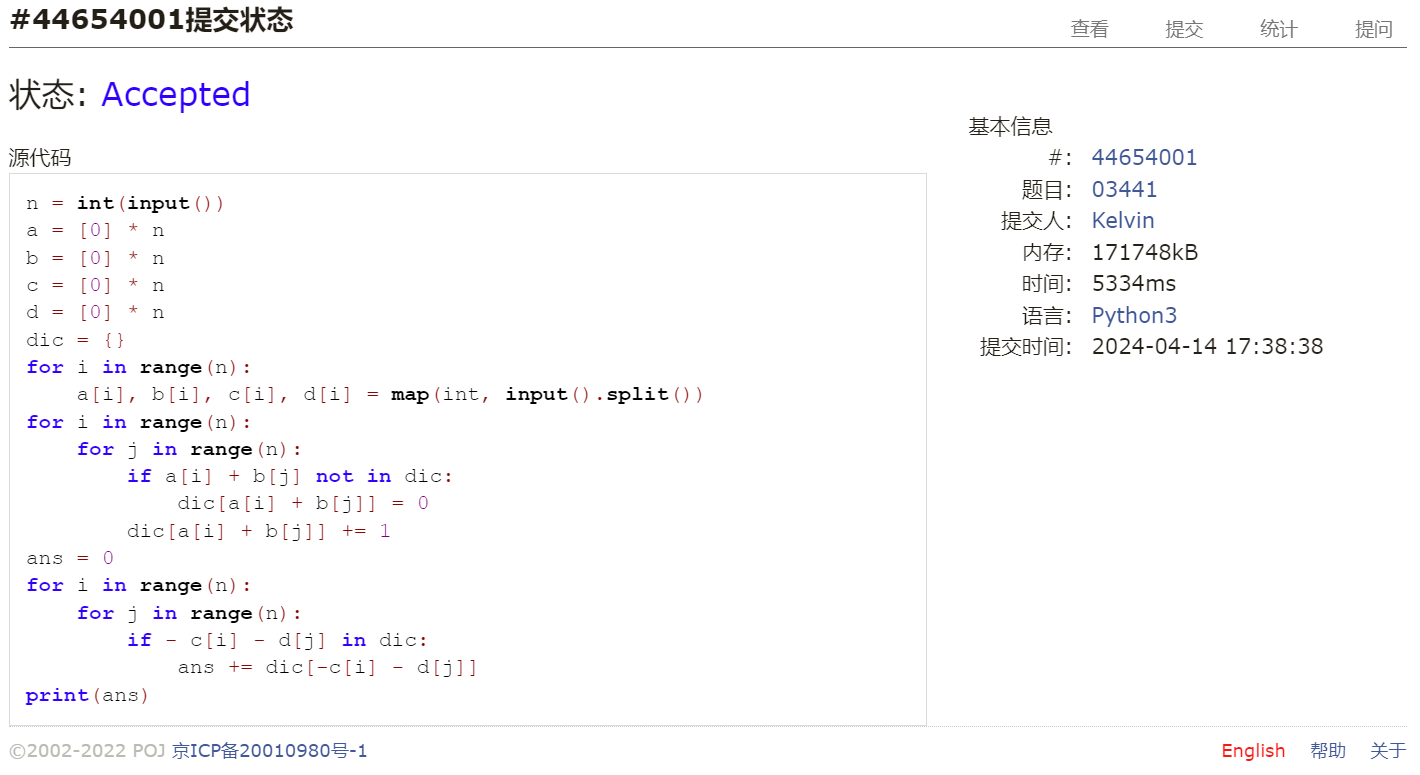 #44654001提交状态
查看 提交 统计 提问
状态: Accepted
源代码
n = int(input())
a = [0] * n
b = [0] * n
c = [0] * n
d = [0] * n
dic = {}
for i in range(n):
    a[i], b[i], c[i], d[i] = map(int, input().split())
for i in range(n):
    for j in range(n):
        if a[i] + b[j] not in dic:
            dic[a[i] + b[j]] = 0
        dic[a[i] + b[j]] += 1
ans = 0
for i in range(n):
    for j in range(n):
        if - c[i] - d[j] in dic:
            ans += dic[-c[i] - d[j]]
print(ans)
基本信息
#: 44654001
题目: 03441
提交人: Kelvin
内存: 171748kB
时间: 5334ms
语言: Python3
提交时间: 2024-04-14 17:38:38
©2002-2022 POJ 京ICP备20010980号-1
English 帮助 关于